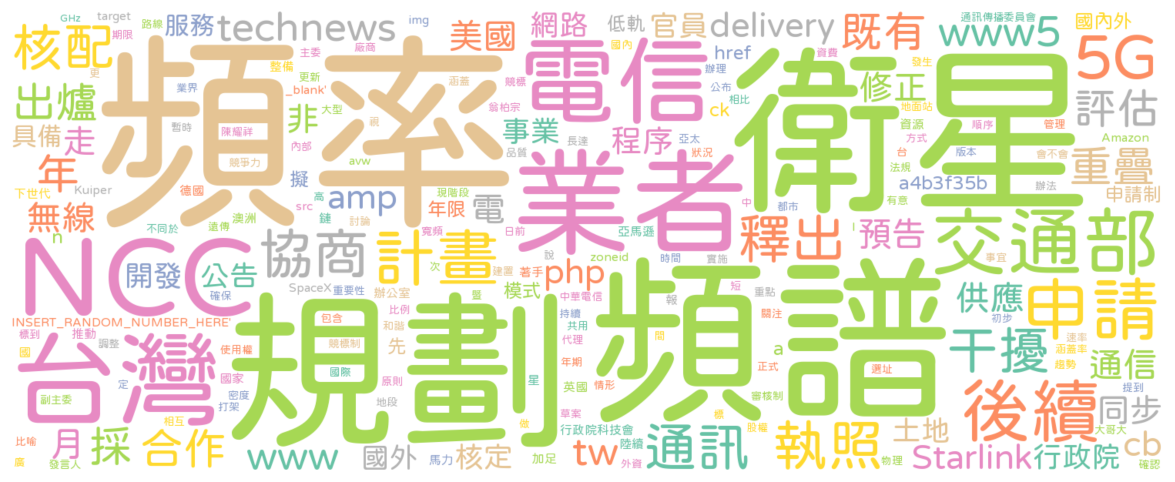 頻率
衛星
頻譜
規劃
業者
電信
NCC
台灣
交通部
申請
後續
5G
計畫
協商
釋出
執照
通訊
干擾
核配
出爐
服務
technews
美國
網路
低軌
官員
delivery
既有
www5
國內外
通訊傳播委員會
GHz
target
路線
期限
主委
廠商
img
國內
辦理
資費
發生
href
修正
評估
整備
涵蓋
競標
公布
更
業界
更新
_blank'
大型
翁柏宗
相比
ck
地面站
資源
順序
管理
Amazon
具備
走
暫時
陳耀祥
非
視
事業
品質
長連
程序
亞太
狀況
方式
台
版本
會不會
重疊
年
競爭力
內部
avw
法規
下世代
Kuiper
德國
擬
amp
現階段
年限
電
中
都市
有意
a4b3f35b
辦法
申請制
無線
n
不同於
遠傳
澳洲
src
高
鏈
討論
寬頻
日前
亞馬遜
說
zoneid
時間
實施
預告
事宜
開發
公告
確保
SpaceX
重要性
次
辦公室
盤
建置
著手
php
模式
中華電信
報
短
重點
關注
供應
初步
INSERT_RANDOM_NUMBER_HERE'
標到
推動
調整
國
使用權
包含
比例
和諧
競標制
先
持續
共用
代理
間
正式
速率
涵蓋率
趨勢
通信
國家
國際
原則
星
英國
年期
情形
a
選址
審核制
提到
副主委
定
密度
打架
地段
做
草案
股權
相互
行政院科技會
土地
同步
大哥大
比喻
月
採
合作
www
國外
馬力
核定
加足
tw
陸續
外資
物理
Starlink
行政院
cb
確認
廣
發言人